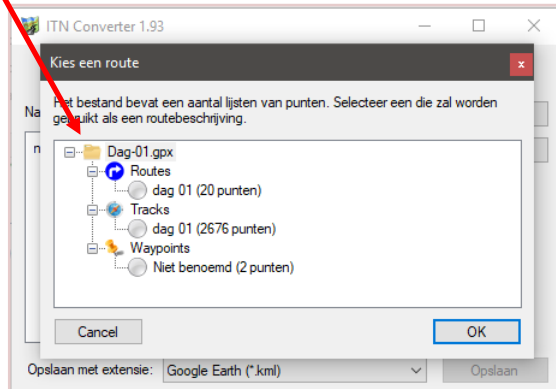 ITN Converter 1.93
Kies een route
Het bestand bevat een aantal lijsten van punten. Selecteer een die zal worden
gebruikt als een routebeschrijving.
Na
n
Dag-01.gpx
Routes
dag 01 (20 punten)
Tracks
dag 01 (2676 punten)
Waypoints
Niet benoemd (2 punten)
Cancel
OK
Opslaan met extensie:
Google Earth (*.kml)
Opslaan